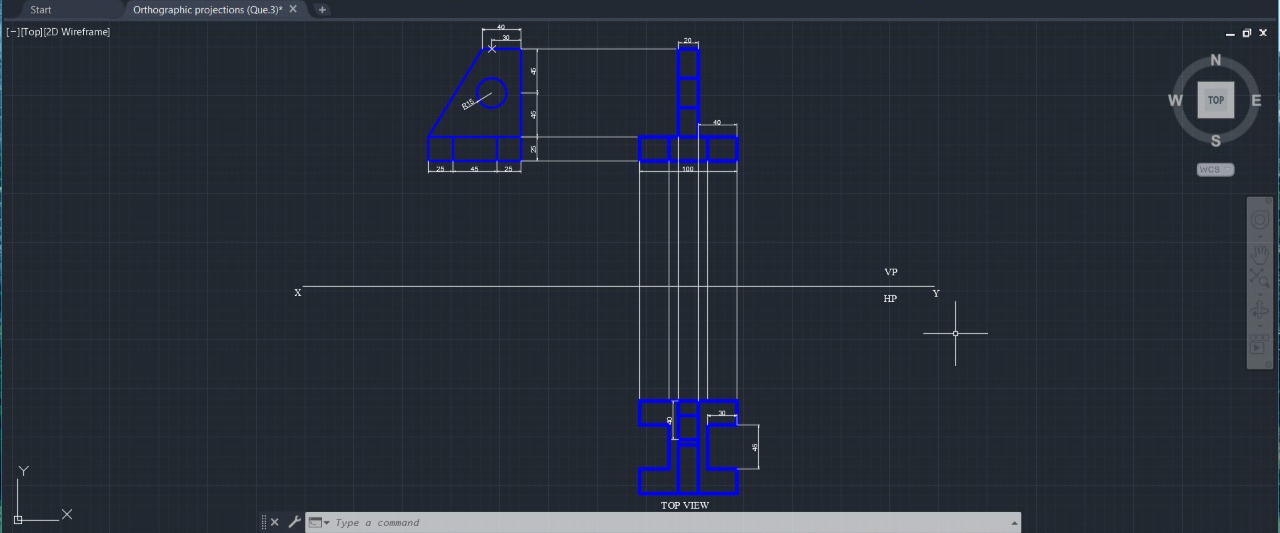 Start
Orthographic projections (Que.3)*
[−][Top][2D Wireframe]
40
30
45
R15
45
25
25
45
25
20
40
100
N
W
TOP
E
S
WCS
VP
X
HP
Y
40
30
45
TOP VIEW
Y
X
Type a command